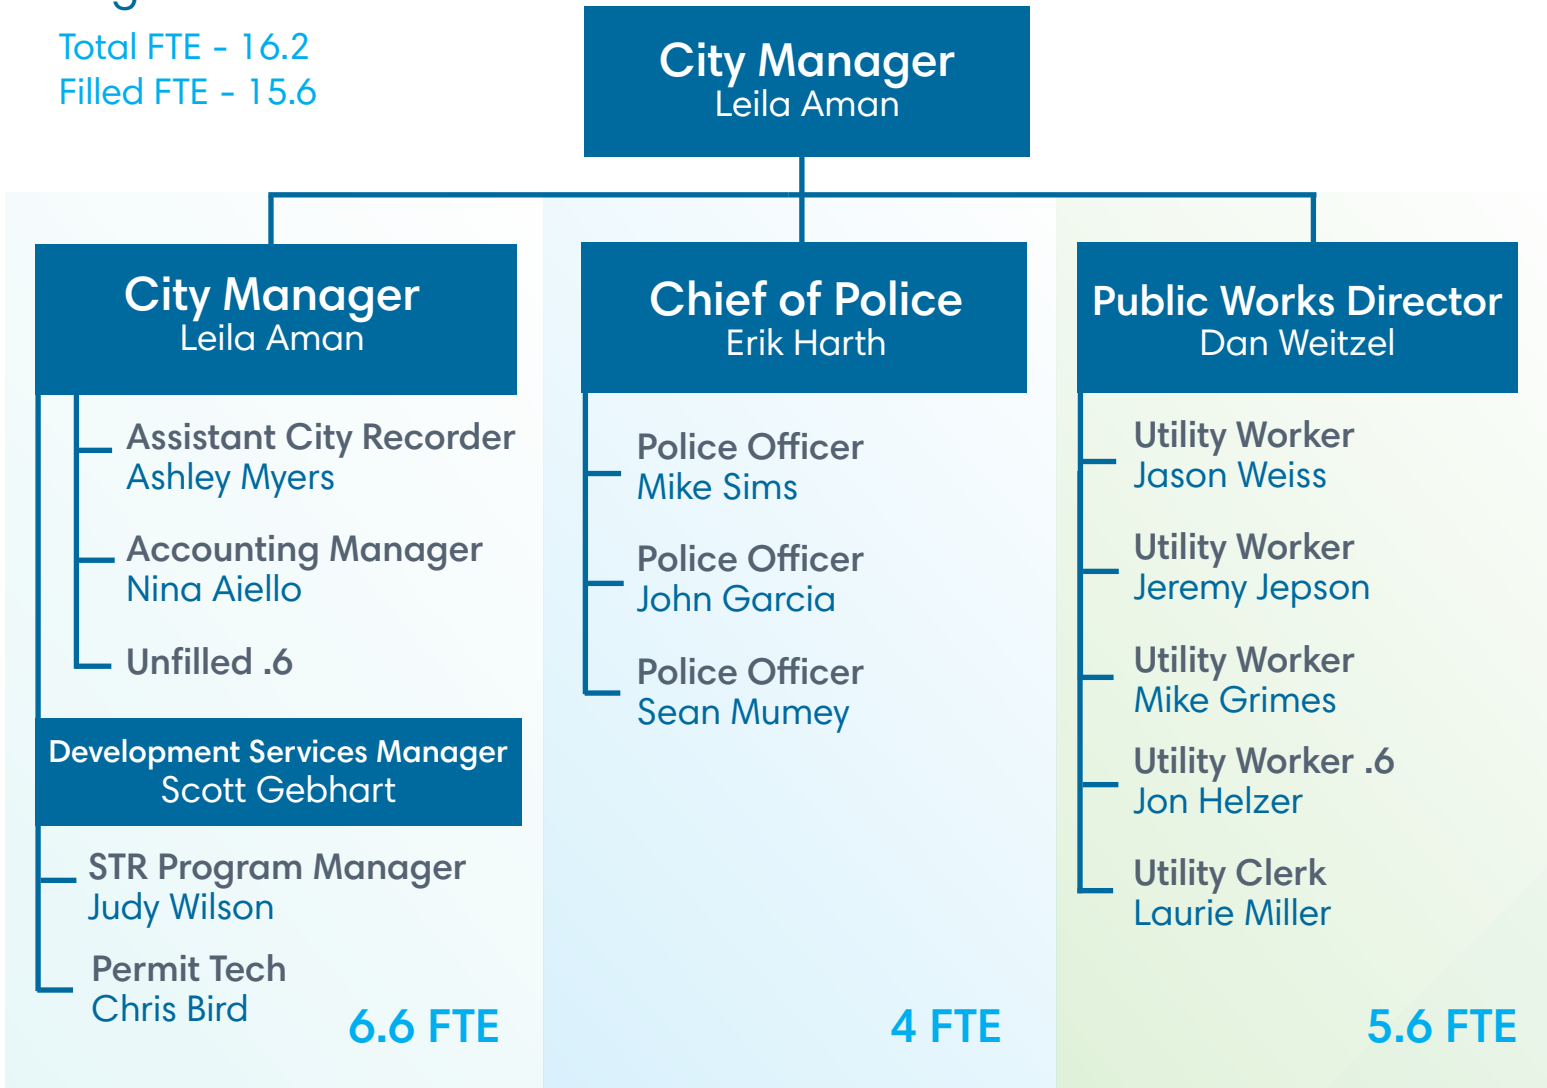 Total FTE - 16.2
Filled FTE - 15.6
City Manager
Leila Aman
City Manager
Leila Aman
Assistant City Recorder
Ashley Myers
Accounting Manager
Nina Aiello
Unfilled .6
Development Services Manager
Scott Gebhart
STR Program Manager
Judy Wilson
Permit Tech
Chris Bird
6.6 FTE
Chief of Police
Erik Harth
Police Officer
Mike Sims
Police Officer
John Garcia
Police Officer
Sean Mumey
4 FTE
Public Works Director
Dan Weitzel
Utility Worker
Jason Weiss
Utility Worker
Jeremy Jepson
Utility Worker
Mike Grimes
Utility Worker .6
Jon Helzer
Utility Clerk
Laurie Miller
5.6 FTE